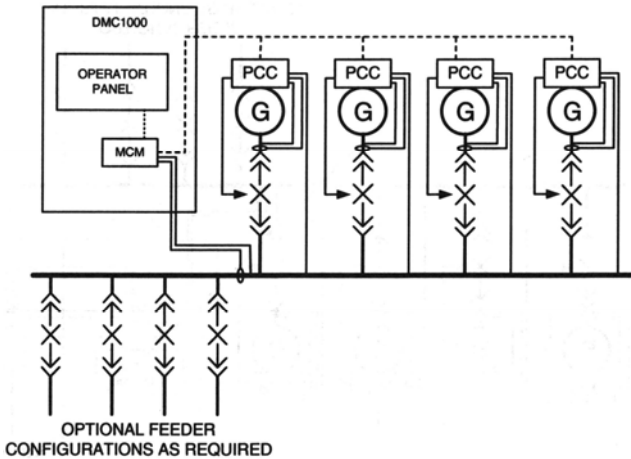 DMC1000
OPERATOR
PANEL
MCM
PCC
PCC
PCC
PCC
G
G
G
G
OPTIONAL FEEDER
CONFIGURATIONS AS REQUIRED